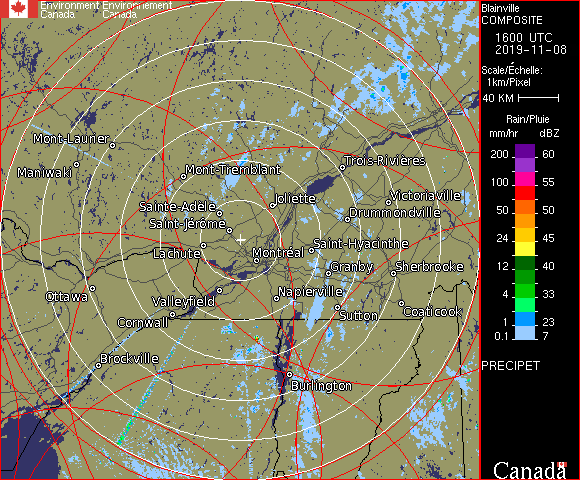 Environment Environnement
Canada Canada
Blainville
COMPOSITE
1600 UTC
2019-11-08
Scale/Échelle:
1km/Pixel
40 KM
Rain/Pluie
mm/hr dBZ
200 60
100 55
50 50
24 45
12 40
4 33
1 23
0.1 7
PRECIPET
Mont-Laurier
Maniwaki
Mont-Tremblant
Trois-Rivières
Victoriaville
Sainte-Adèle
Joliette
Drummondville
Saint-Jérôme
Lachute
Montréal
Saint-Hyacinthe
Granby
Sherbrooke
Ottawa
Valleyfield
Napierville
Cornwall
Sutton
Coaticook
Brockville
Burlington
Canada